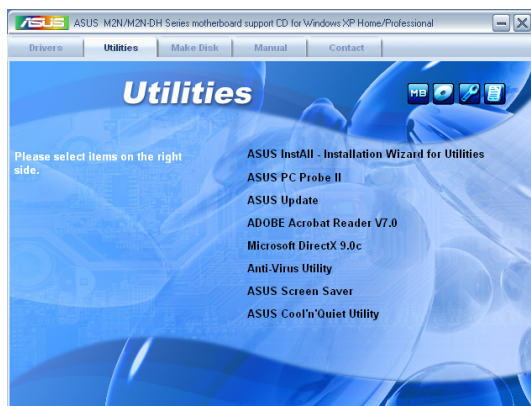 ASUS M2N/M2N-DH Series motherboard support CD for Windows XP Home/Professional
Drivers Utilities Make Disk Manual Contact
Utilities
MB
Please select items on the right
side.
ASUS InstAll - Installation Wizard for Utilities
ASUS PC Probe II
ASUS Update
ADOBE Acrobat Reader V7.0
Microsoft DirectX 9.0c
Anti-Virus Utility
ASUS Screen Saver
ASUS Cool'n'Quiet Utility